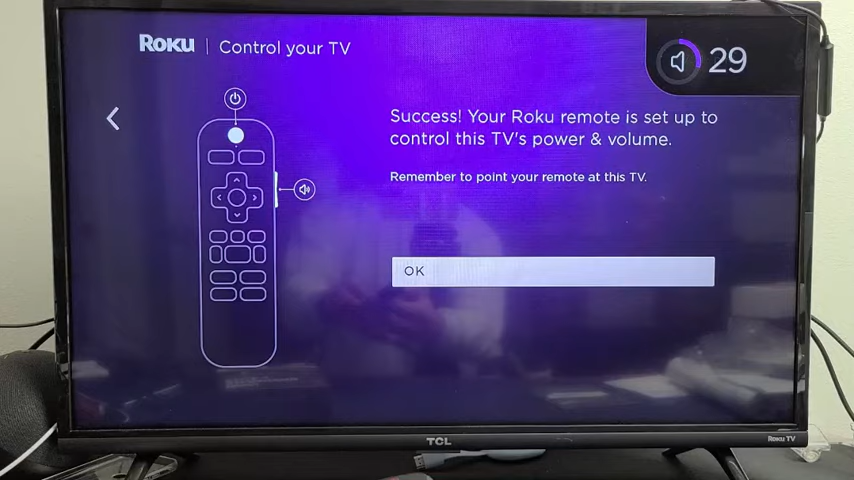 Roku | Control your TV
29
Success! Your Roku remote is set up to
control this TV's power & volume.
Remember to point your remote at this TV.
OK
TCL
Roku TV